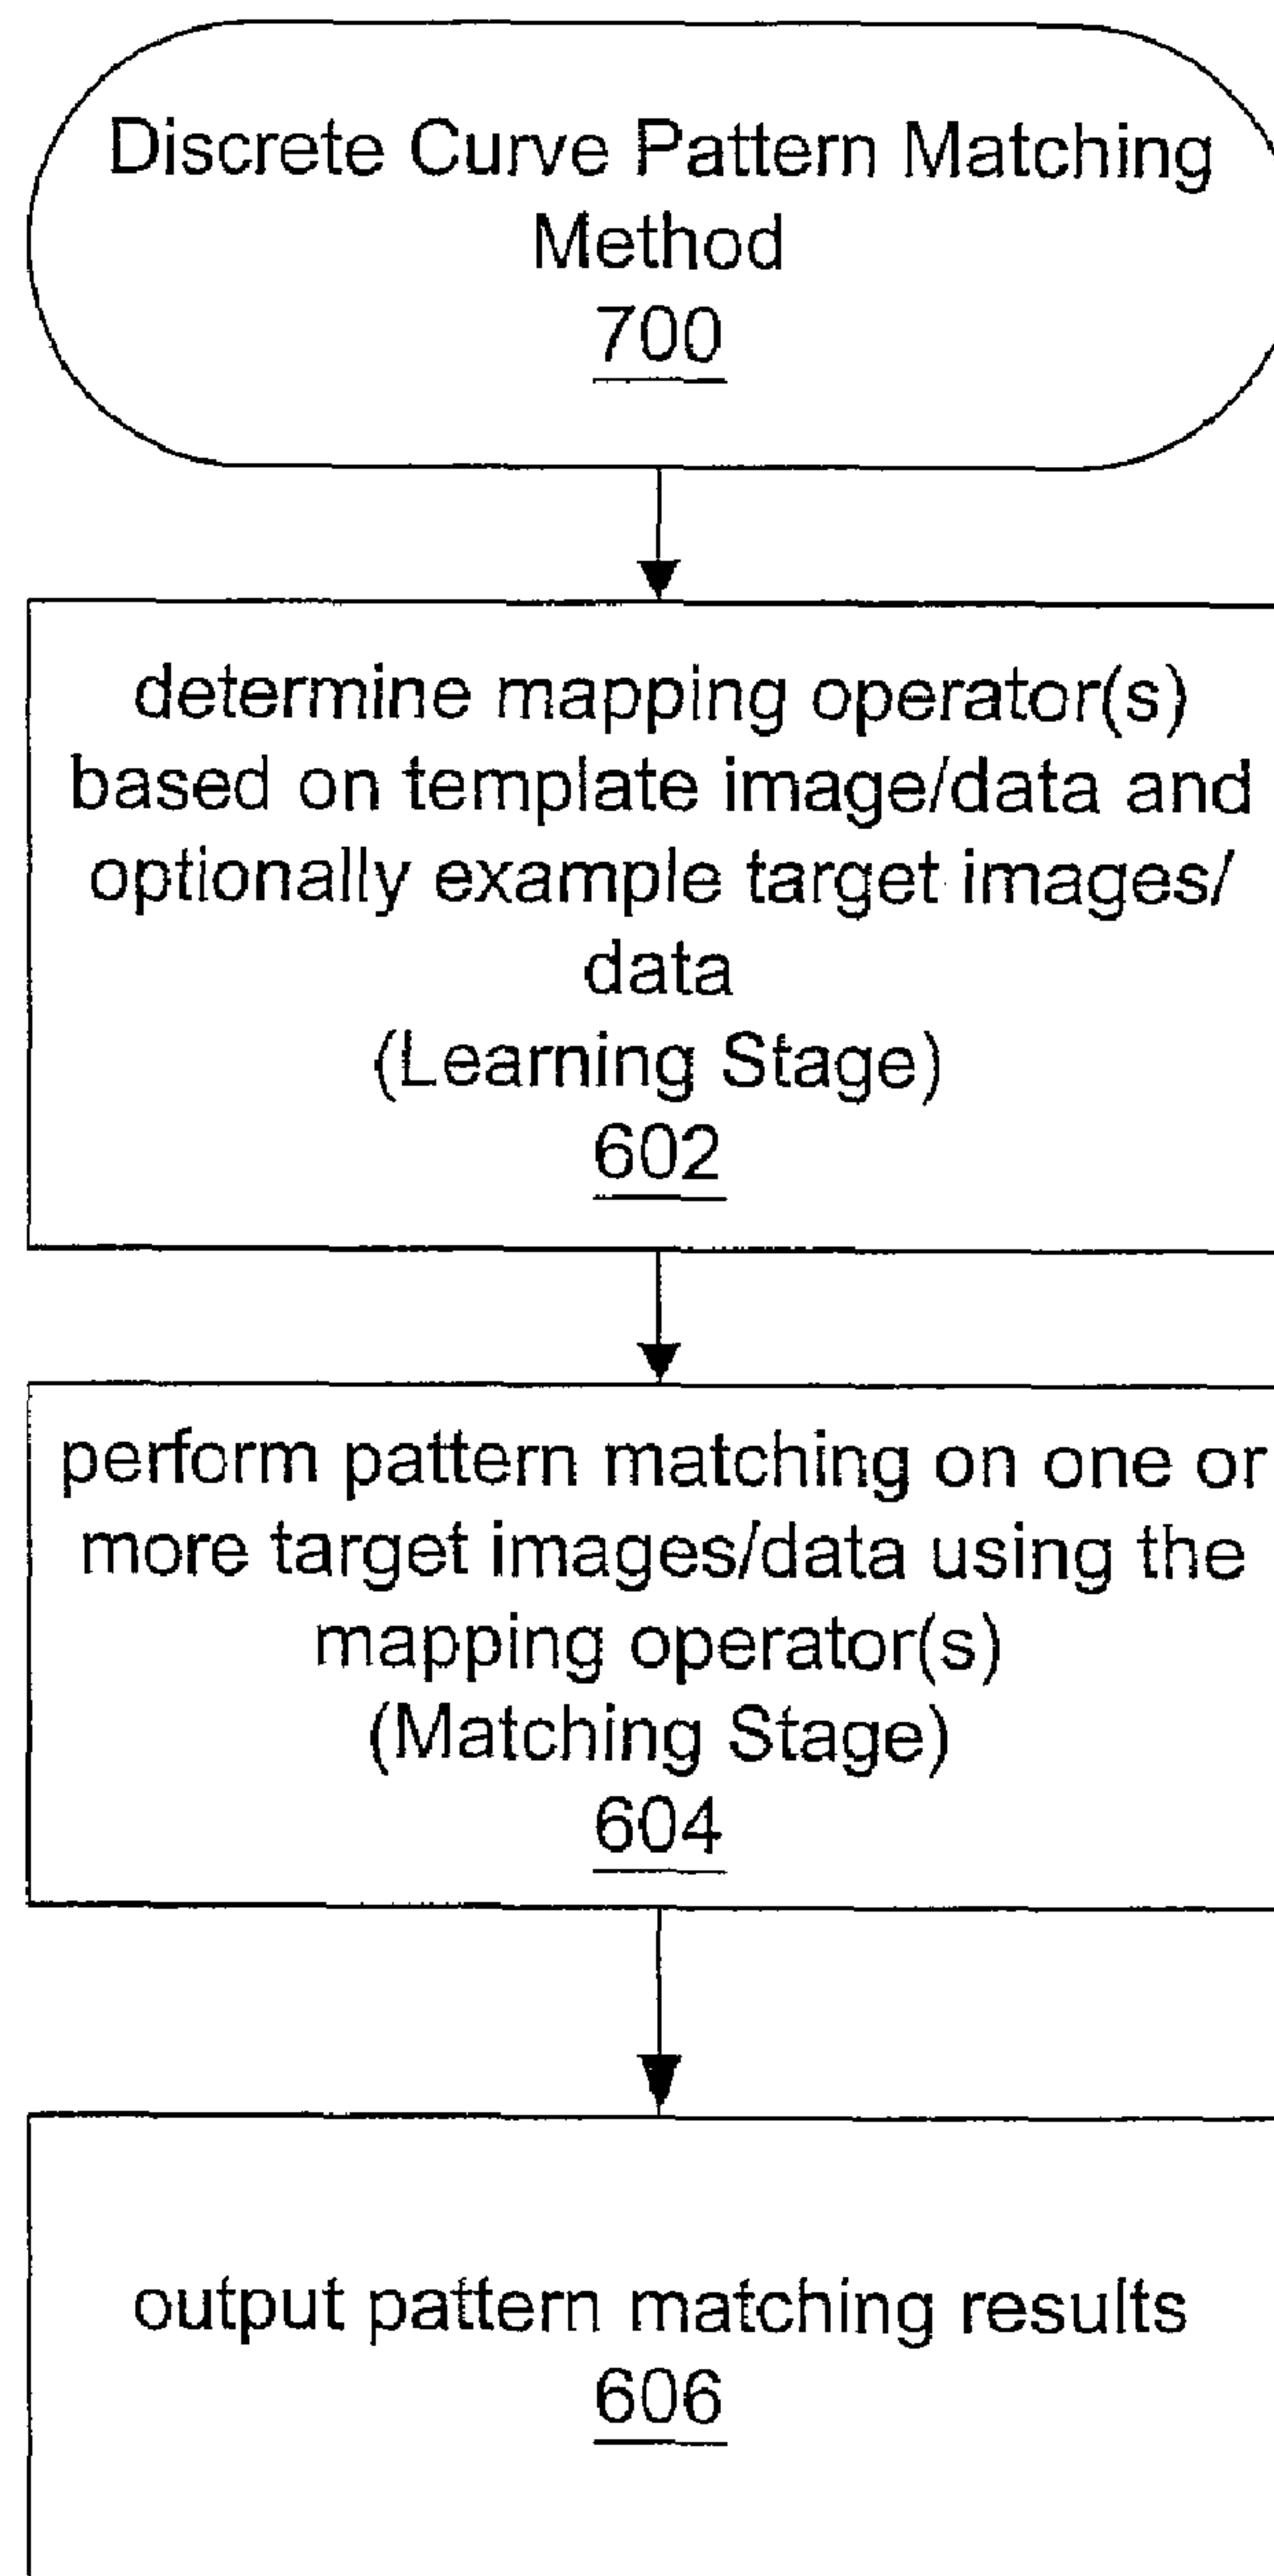 Discrete Curve Pattern Matching
Method
700
determine mapping operator(s)
based on template image/data and
optionally example target images/
data
(Learning Stage)
602
perform pattern matching on one or
more target images/data using the
mapping operator(s)
(Matching Stage)
604
output pattern matching results
606